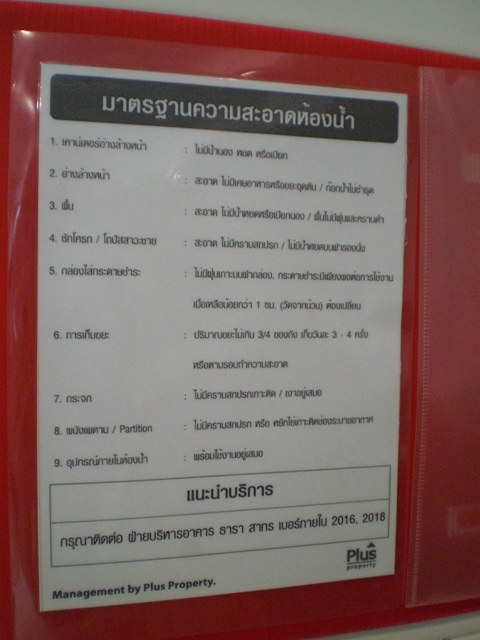 มาตรฐานความสะอาดห้องน้ำ
1. เคาน์เตอร์อ่างล้างหน้า : ไม่มีน้ำนอง หยด หรือเปียก
2. อ่างล้างหน้า : สะอาด ไม่มีเศษอาหารหรือขยะอุดตัน / ก๊อกน้ำไม่ชำรุด
3. พื้น : สะอาด ไม่มีน้ำหยดหรือเปียกนอง / พื้นไม่มีฝุ่นและคราบดำ
4. ชักโครก / โถปัสสาวะชาย : สะอาด ไม่มีคราบสกปรก / ไม่มีน้ำหยดบนฝารองนั่ง
5. กล่องใส่กระดาษชำระ : ไม่มีฝุ่นเกาะบนฝากล่อง, กระดาษชำระมีเพียงพอต่อการใช้งาน
เมื่อเหลือน้อยกว่า 1 ซม. (วัดจากม้วน) ต้องเปลี่ยน
6. การเก็บขยะ : ปริมาณขยะไม่เกิน 3/4 ของถัง เก็บวันละ 3 - 4 ครั้ง
หรือตามรอบทำความสะอาด
7. กระจก : ไม่มีคราบสกปรกเกาะติด / เงาอยู่เสมอ
8. ผนังเพดาน / Partition : ไม่มีคราบสกปรก หรือ หยักไย่เกาะติดช่องระบายอากาศ
9. อุปกรณ์ภายในห้องน้ำ : พร้อมใช้งานอยู่เสมอ
แนะนำบริการ
กรุณาติดต่อ ฝ่ายบริหารอาคาร ธารา สาทร เบอร์ภายใน 2016, 2018
Plus
property
Management by Plus Property.